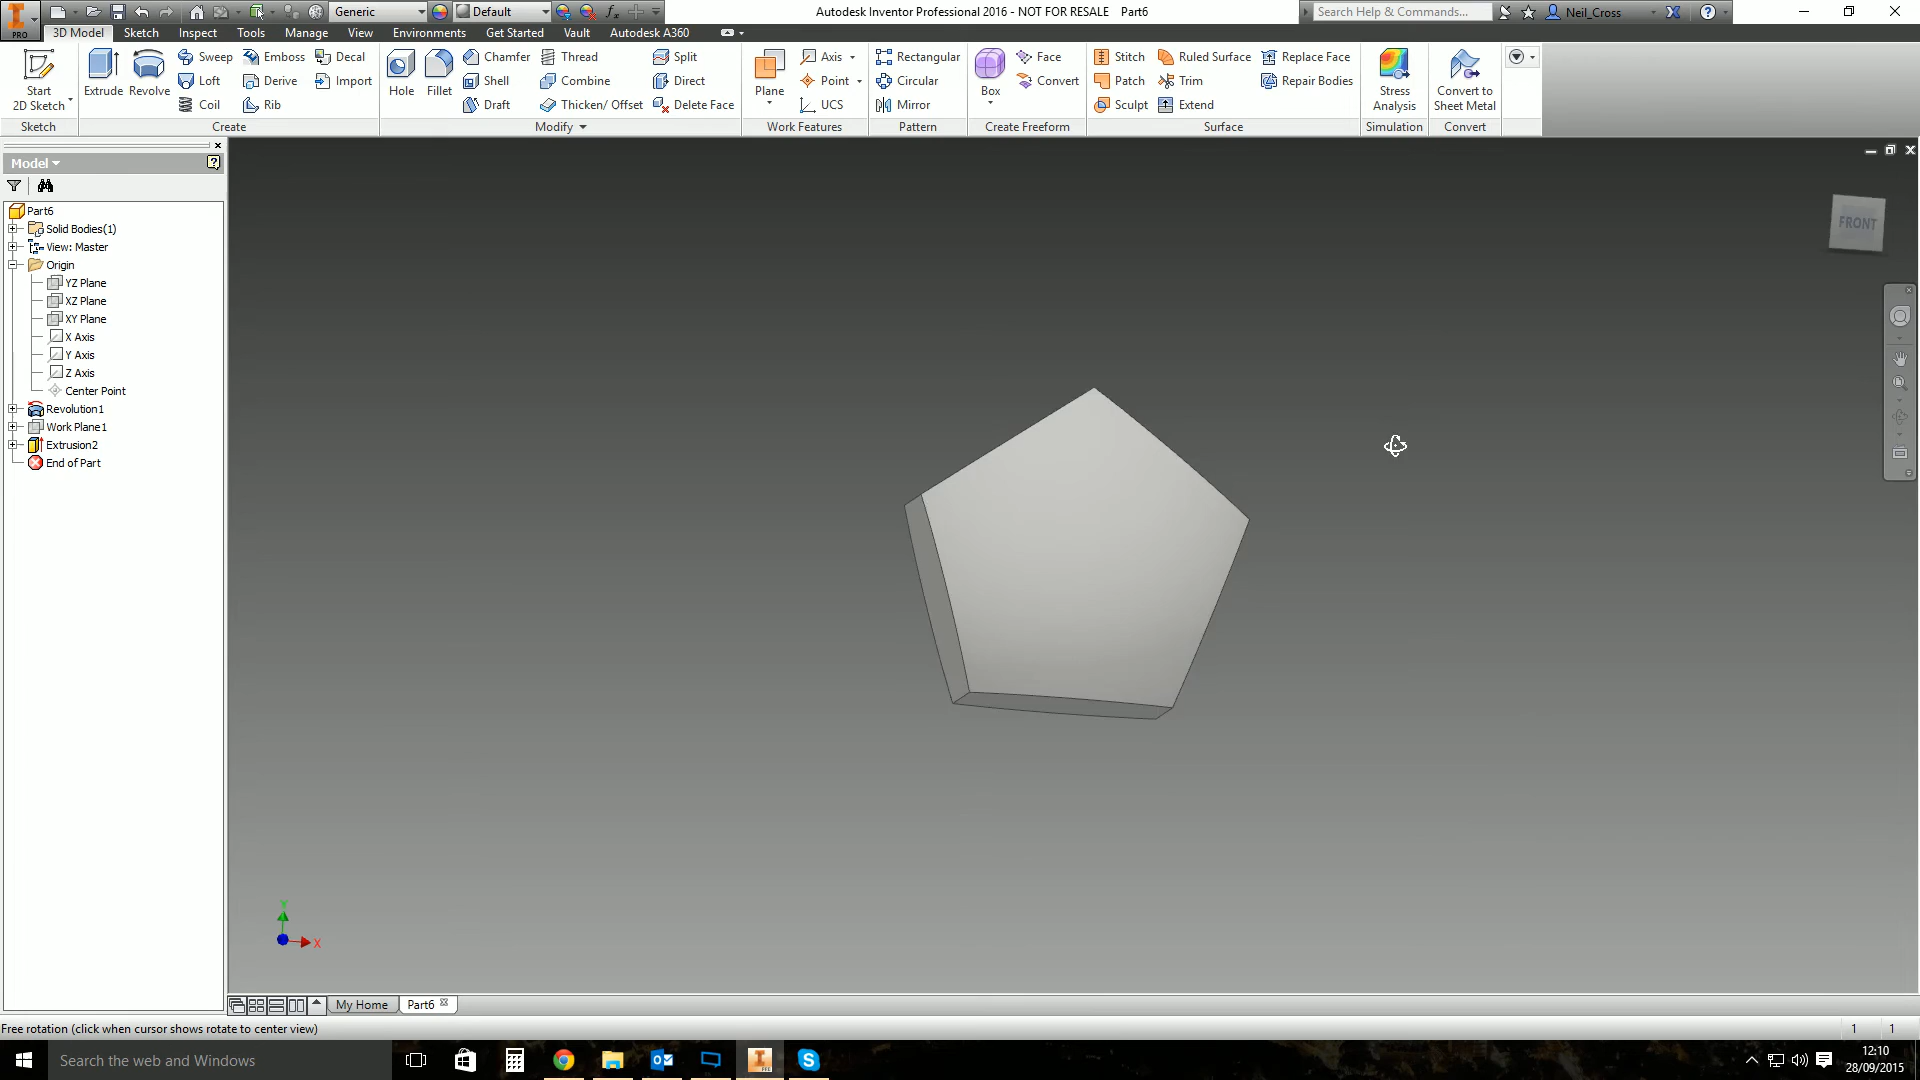 Generic
Default
Autodesk Inventor Professional 2016 - NOT FOR RESALE Part6
Search Help & Commands...
Neil_Cross
PRO
3D Model Sketch Inspect Tools Manage View Environments Get Started Vault Autodesk A360
Start 2D Sketch
Extrude
Revolve
Sweep
Loft
Coil
Emboss
Derive
Rib
Decal
Import
Hole
Fillet
Chamfer
Shell
Draft
Thread
Combine
Thicken/ Offset
Split
Direct
Delete Face
Plane
Axis
Point
UCS
Rectangular
Circular
Mirror
Box
Face
Convert
Stitch
Patch
Sculpt
Ruled Surface
Trim
Extend
Replace Face
Repair Bodies
Stress Analysis
Convert to Sheet Metal
Sketch
Create
Modify
Work Features
Pattern
Create Freeform
Surface
Simulation
Convert
Model
Part6
Solid Bodies(1)
View: Master
Origin
YZ Plane
XZ Plane
XY Plane
X Axis
Y Axis
Z Axis
Center Point
Revolution1
Work Plane1
Extrusion2
End of Part
FRONT
Y
X
My Home
Part6
Free rotation (click when cursor shows rotate to center view)
1 1
Search the web and Windows
12:10
28/09/2015